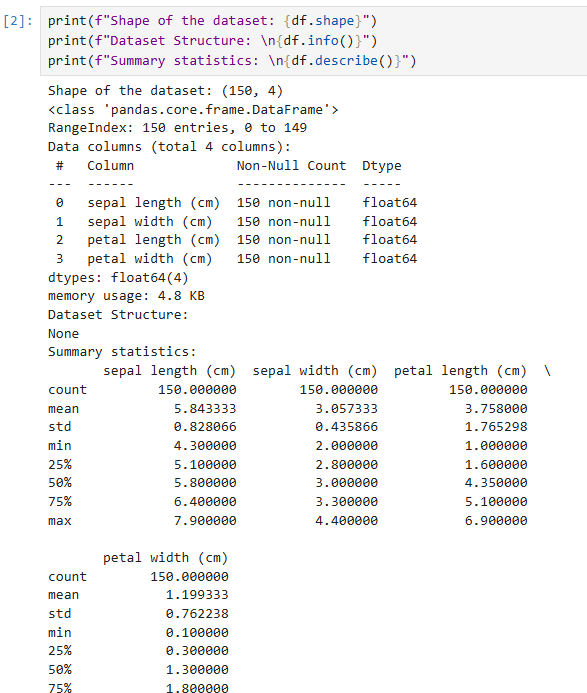 [2]: print(f"Shape of the dataset: {df.shape}")
print(f"Dataset Structure: \n{df.info()}")
print(f"Summary statistics: \n{df.describe()}")
Shape of the dataset: (150, 4)
<class 'pandas.core.frame.DataFrame'>
RangeIndex: 150 entries, 0 to 149
Data columns (total 4 columns):
 #   Column             Non-Null Count  Dtype
---  ------             --------------  -----
 0   sepal length (cm)  150 non-null    float64
 1   sepal width (cm)   150 non-null    float64
 2   petal length (cm)  150 non-null    float64
 3   petal width (cm)   150 non-null    float64
dtypes: float64(4)
memory usage: 4.8 KB
Dataset Structure:
None
Summary statistics:
       sepal length (cm)  sepal width (cm)  petal length (cm)  \
count         150.000000        150.000000         150.000000
mean            5.843333          3.057333           3.758000
std             0.828066          0.435866           1.765298
min             4.300000          2.000000           1.000000
25%             5.100000          2.800000           1.600000
50%             5.800000          3.000000           4.350000
75%             6.400000          3.300000           5.100000
max             7.900000          4.400000           6.900000
       petal width (cm)
count        150.000000
mean           1.199333
std            0.762238
min            0.100000
25%            0.300000
50%            1.300000
75%            1.800000